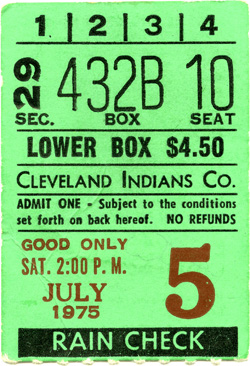 1 | 2 | 3 | 4
29 432B 10
SEC. BOX SEAT
LOWER BOX $4.50
CLEVELAND INDIANS CO.
ADMIT ONE - Subject to the conditions
set forth on back hereof. NO REFUNDS
GOOD ONLY
SAT. 2:00 P. M.
JULY 5
1975
RAIN CHECK